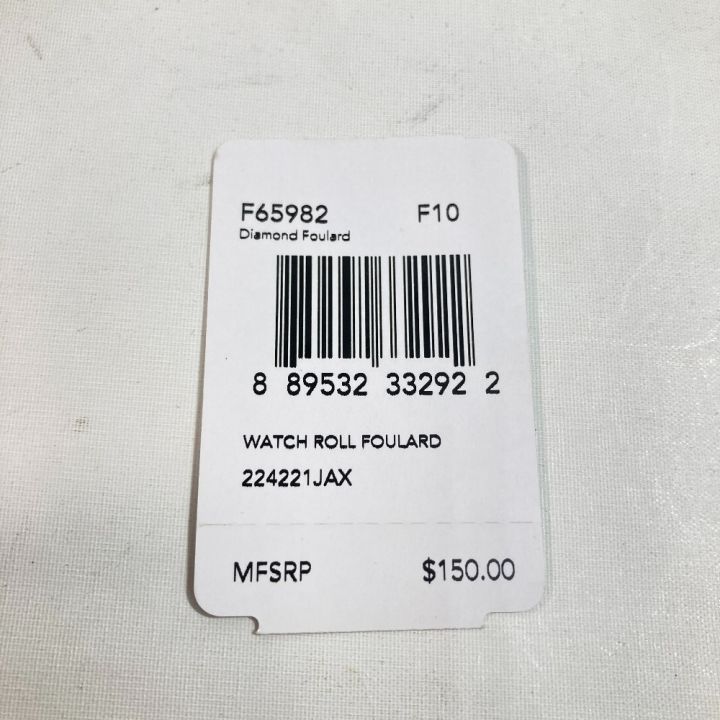 F65982 F10
Diamond Foulard
8 89532 33292 2
WATCH ROLL FOULARD
224221JAX
MFSRP $150.00